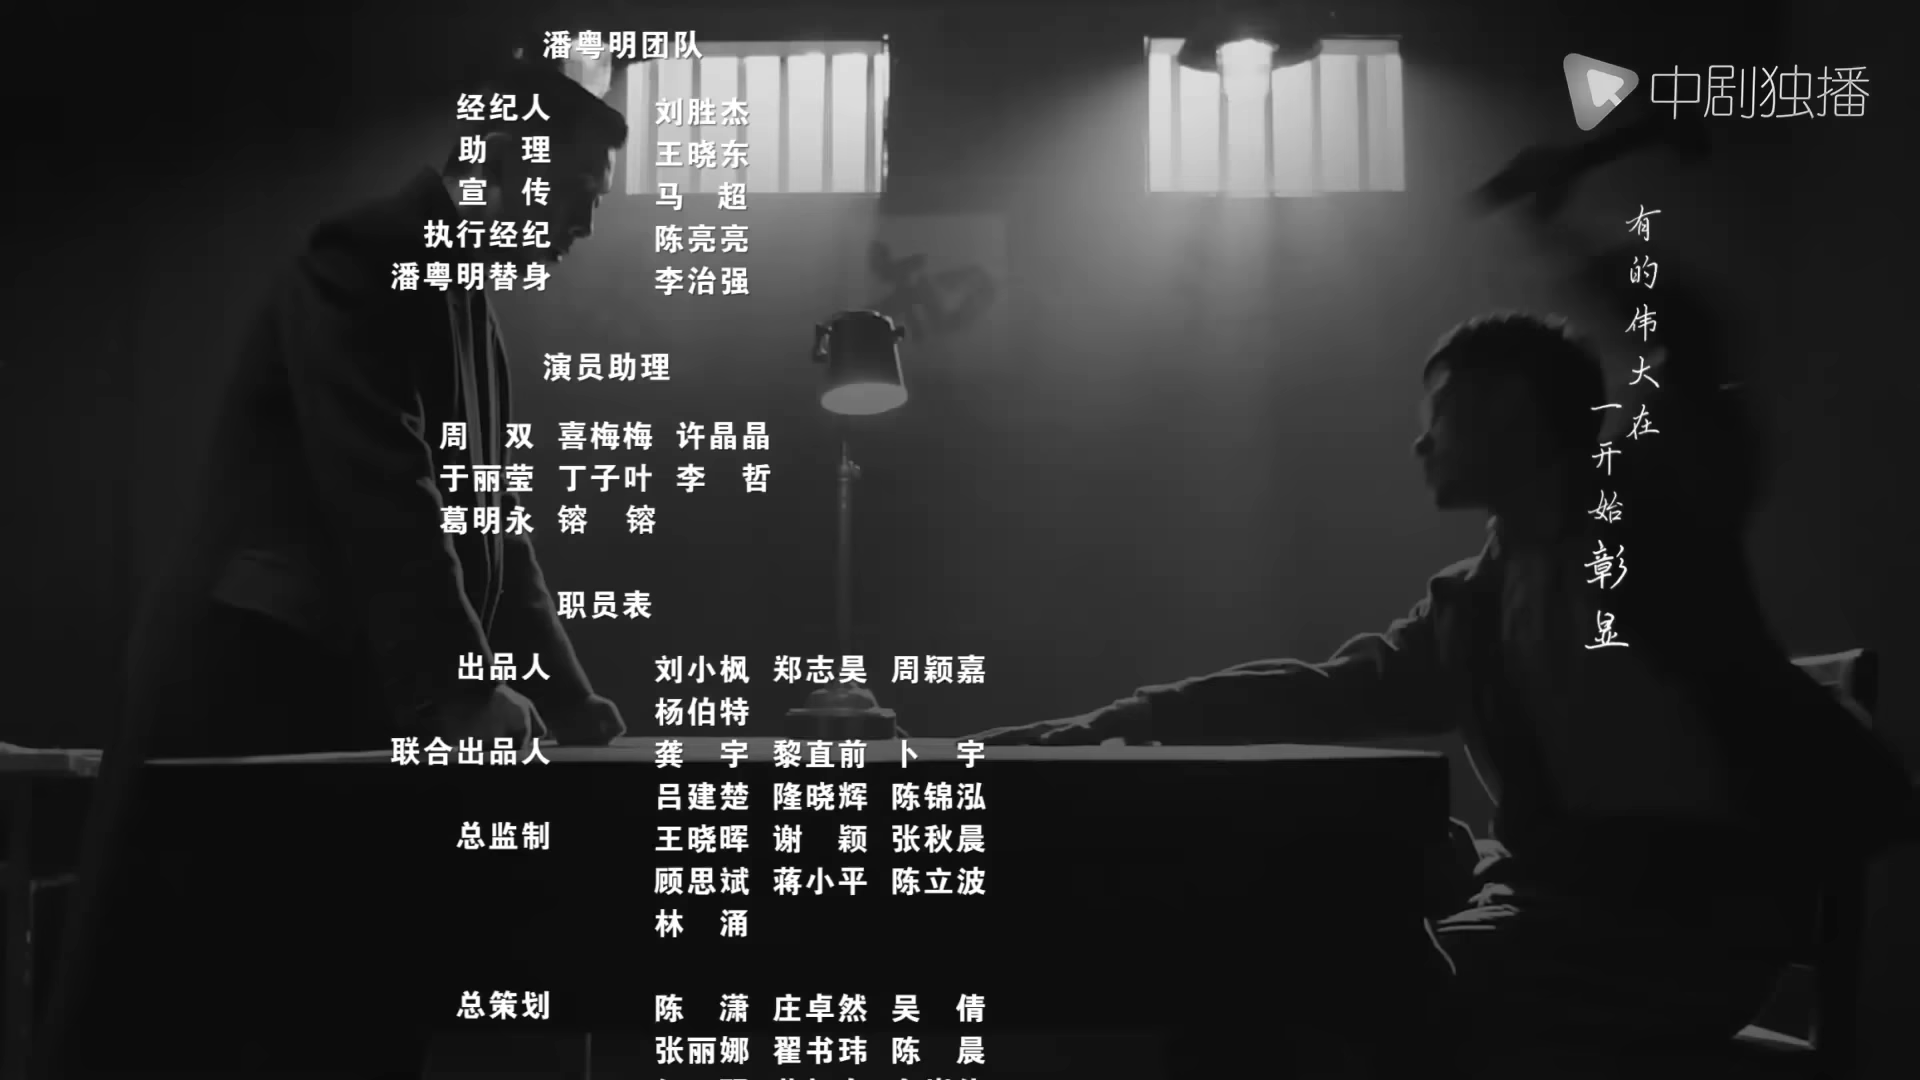 潘粤明团队
经纪人 刘胜杰
助 理 王晓东
宣 传 马 超
执行经纪 陈亮亮
潘粤明替身 李治强
演员助理
周 双 喜梅梅 许晶晶
于丽莹 丁子叶 李 哲
葛明永 镕 镕
职员表
出品人 刘小枫 郑志昊 周颖嘉
杨伯特
联合出品人 龚 宇 黎直前 卜 宇
吕建楚 隆晓辉 陈锦泓
总监制 王晓晖 谢 颖 张秋晨
顾思斌 蒋小平 陈立波
林 涌
总策划 陈 潇 庄卓然 吴 倩
张丽娜 翟书玮 陈 晨
中剧独播
有的伟大在
一开始彰显